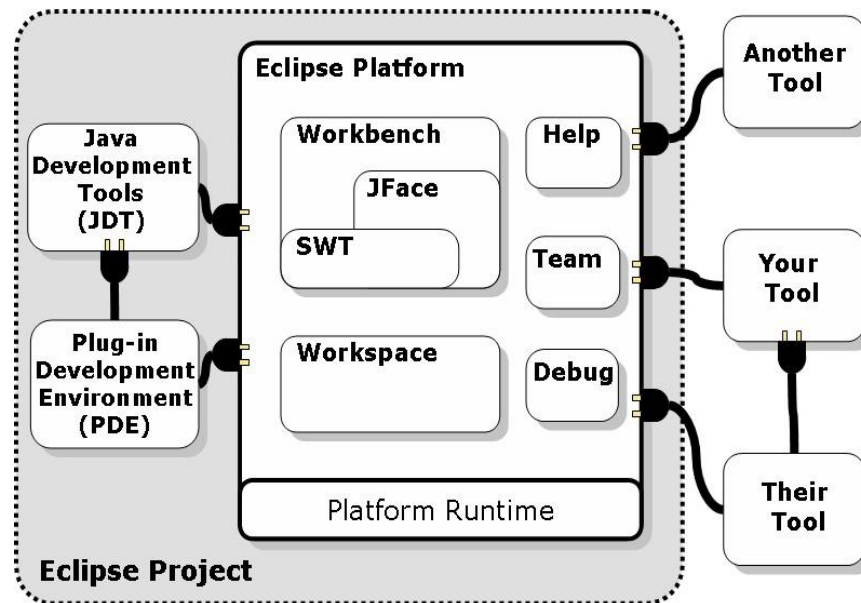 Eclipse Platform
Workbench
JFace
SWT
Workspace
Help
Team
Debug
Platform Runtime
Java
Development
Tools
(JDT)
Plug-in
Development
Environment
(PDE)
Another
Tool
Your
Tool
Their
Tool
Eclipse Project